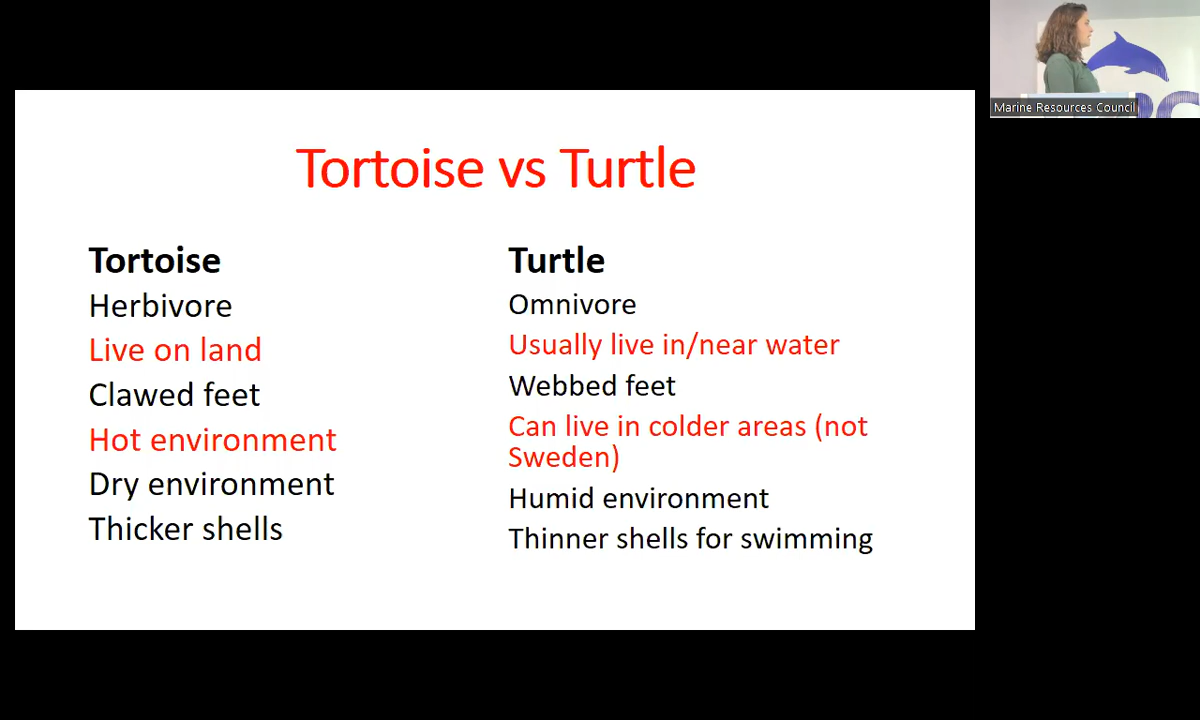 Tortoise vs Turtle
Tortoise
Herbivore
Live on land
Clawed feet
Hot environment
Dry environment
Thicker shells
Turtle
Omnivore
Usually live in/near water
Webbed feet
Can live in colder areas (not
Sweden)
Humid environment
Thinner shells for swimming
Marine Resources Council